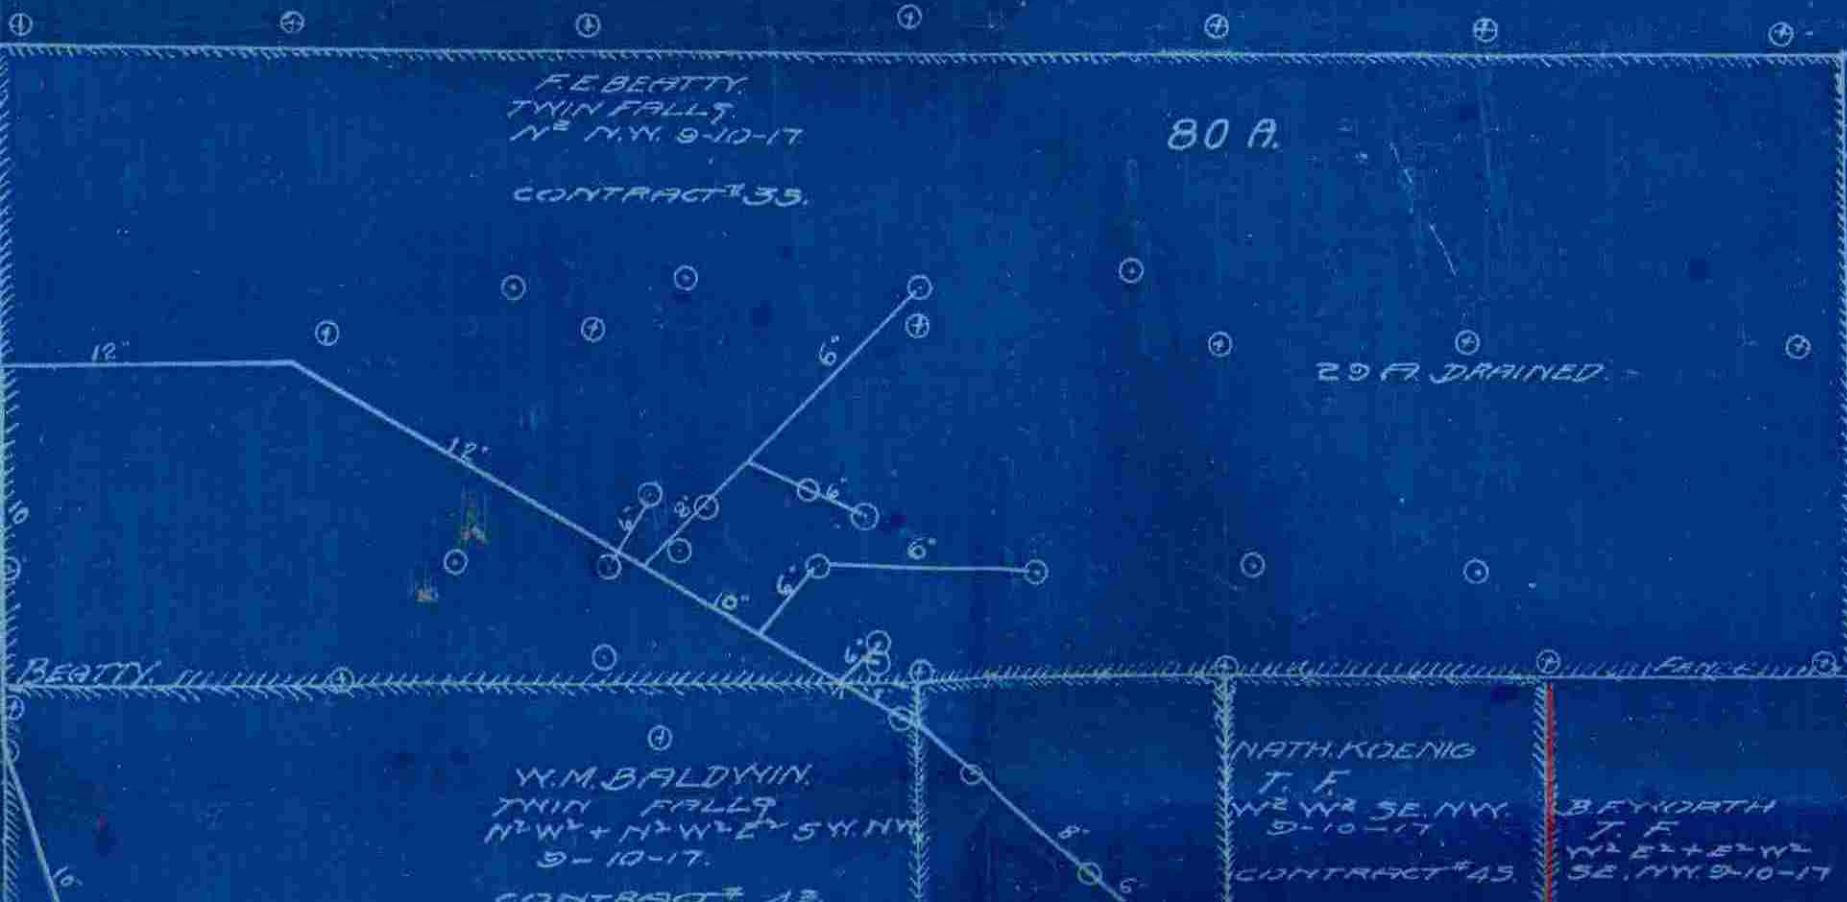 F. E. BEATTY.
TWIN FALLS.
N² N.W. 9-10-17
CONTRACT # 35.
80 A.
29 A. DRAINED.
12"
12"
6"
6"
6"
8"
6"
6"
10"
6"
10
BEATTY
FENCE
W.M. BALDWIN.
TWIN FALLS
N² W² + N² W² E² S W. NW
9-10-17.
CONTRACT #
NATH. KOENIG
T. F.
W² W² SE. NW.
9-10-17
CONTRACT # 45.
T. F.
W² E² + E² W²
SE. NW. 9-10-17
8"
6
10"